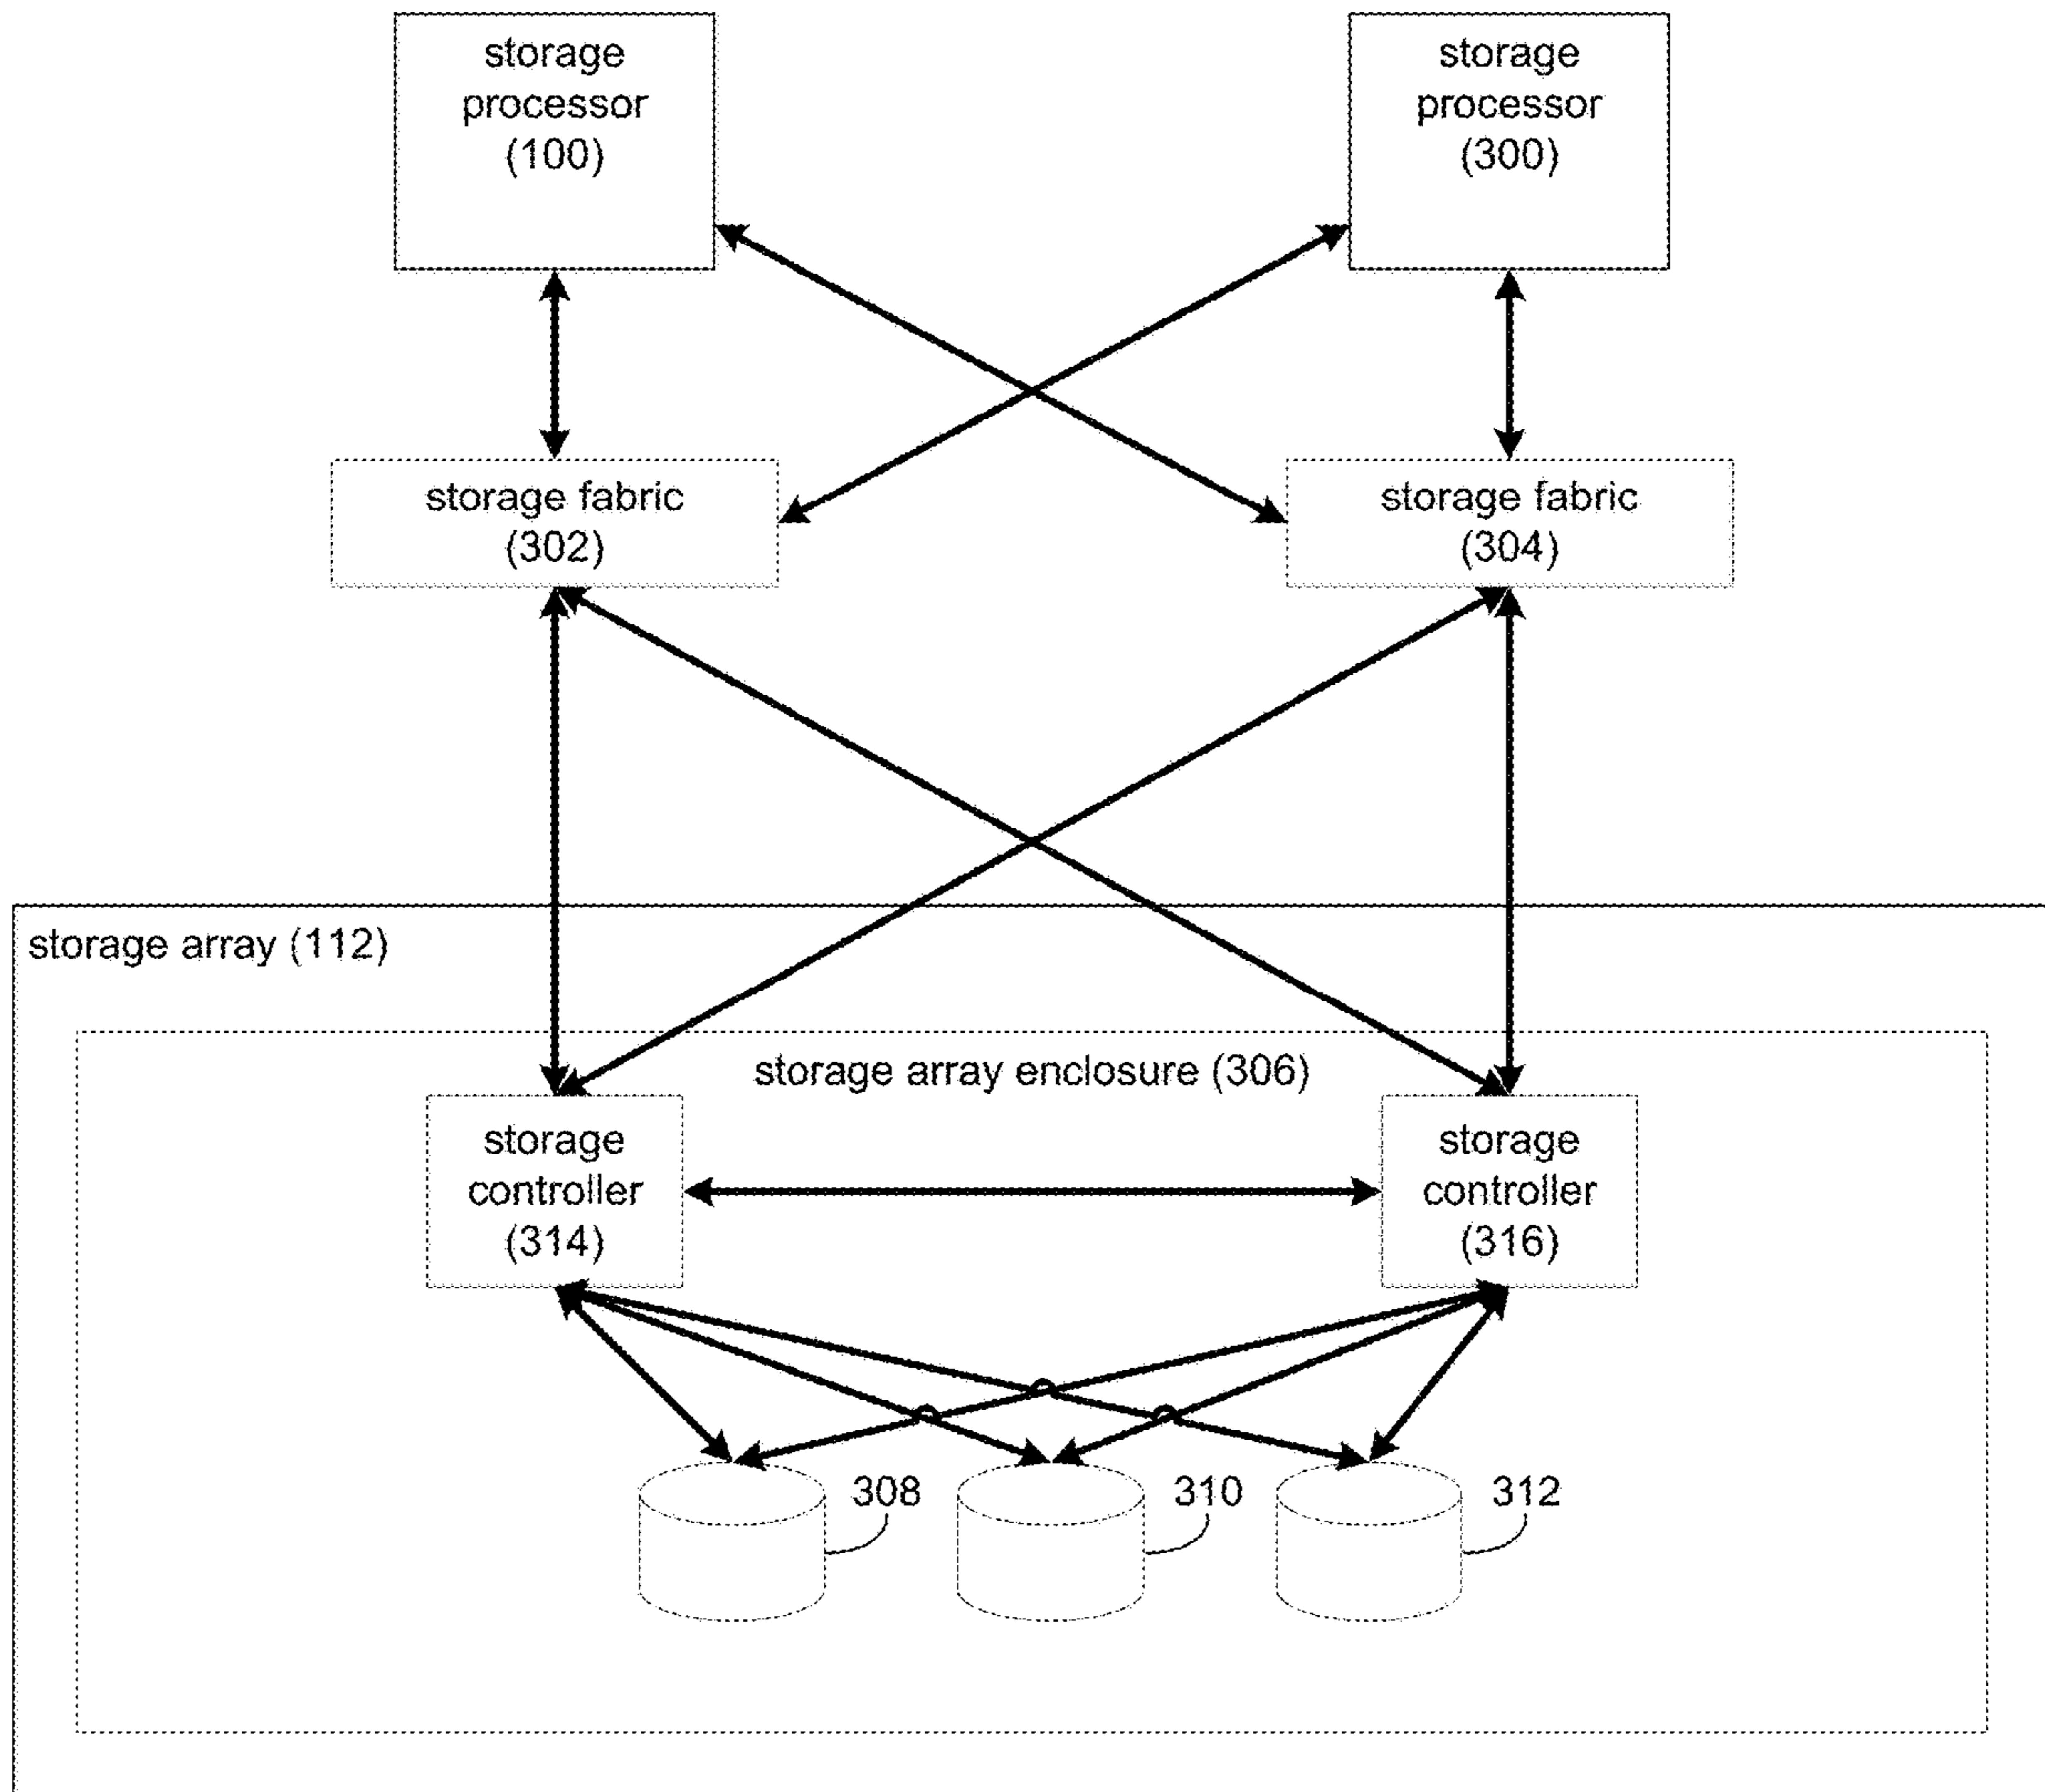 storage
processor
(100)
storage
processor
(300)
storage fabric
(302)
storage fabric
(304)
storage array (112)
storage array enclosure (306)
storage
controller
(314)
storage
controller
(316)
308
310
312